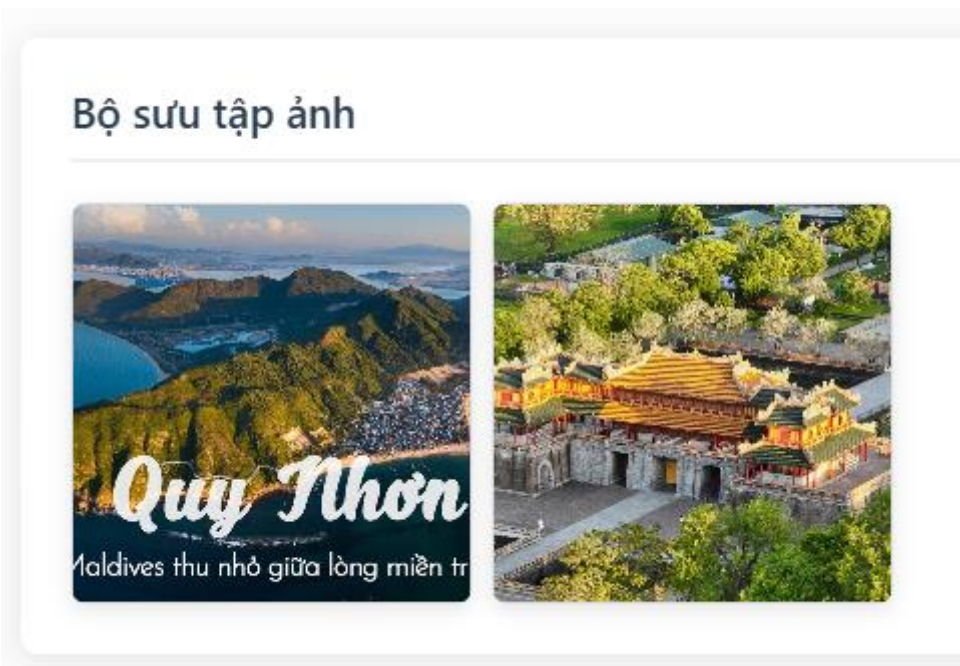 Bộ sưu tập ảnh
Quy Nhơn
Maldives thu nhỏ giữa lòng miền tr